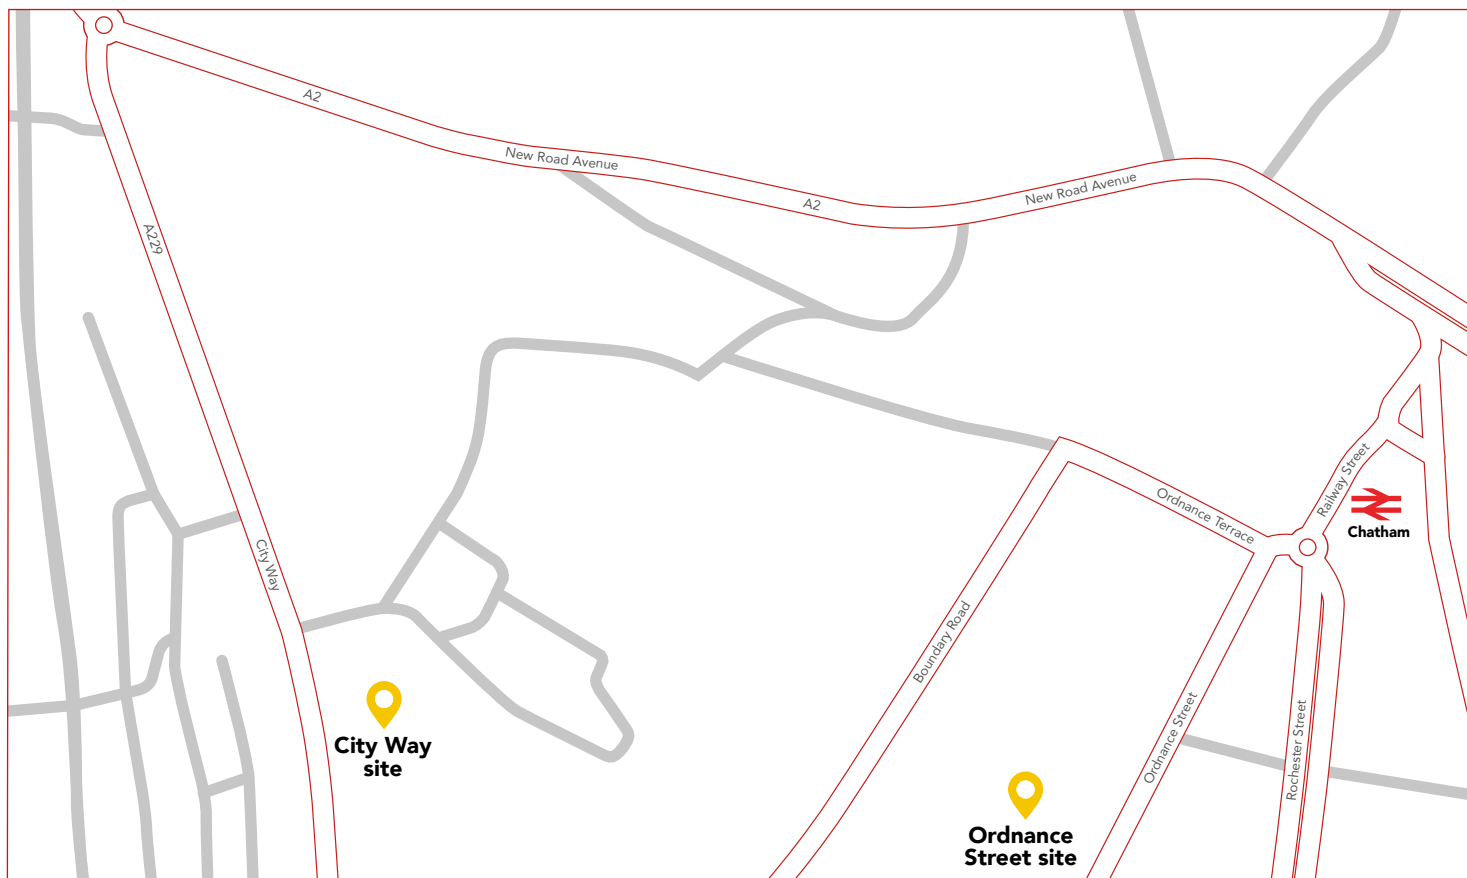 A2
New Road Avenue
A2
New Road Avenue
A229
Railway Street
Ordnance Terrace
Chatham
City Way
Boundary Road
City Way
site
Ordnance Street
Rochester Street
Ordnance
Street site